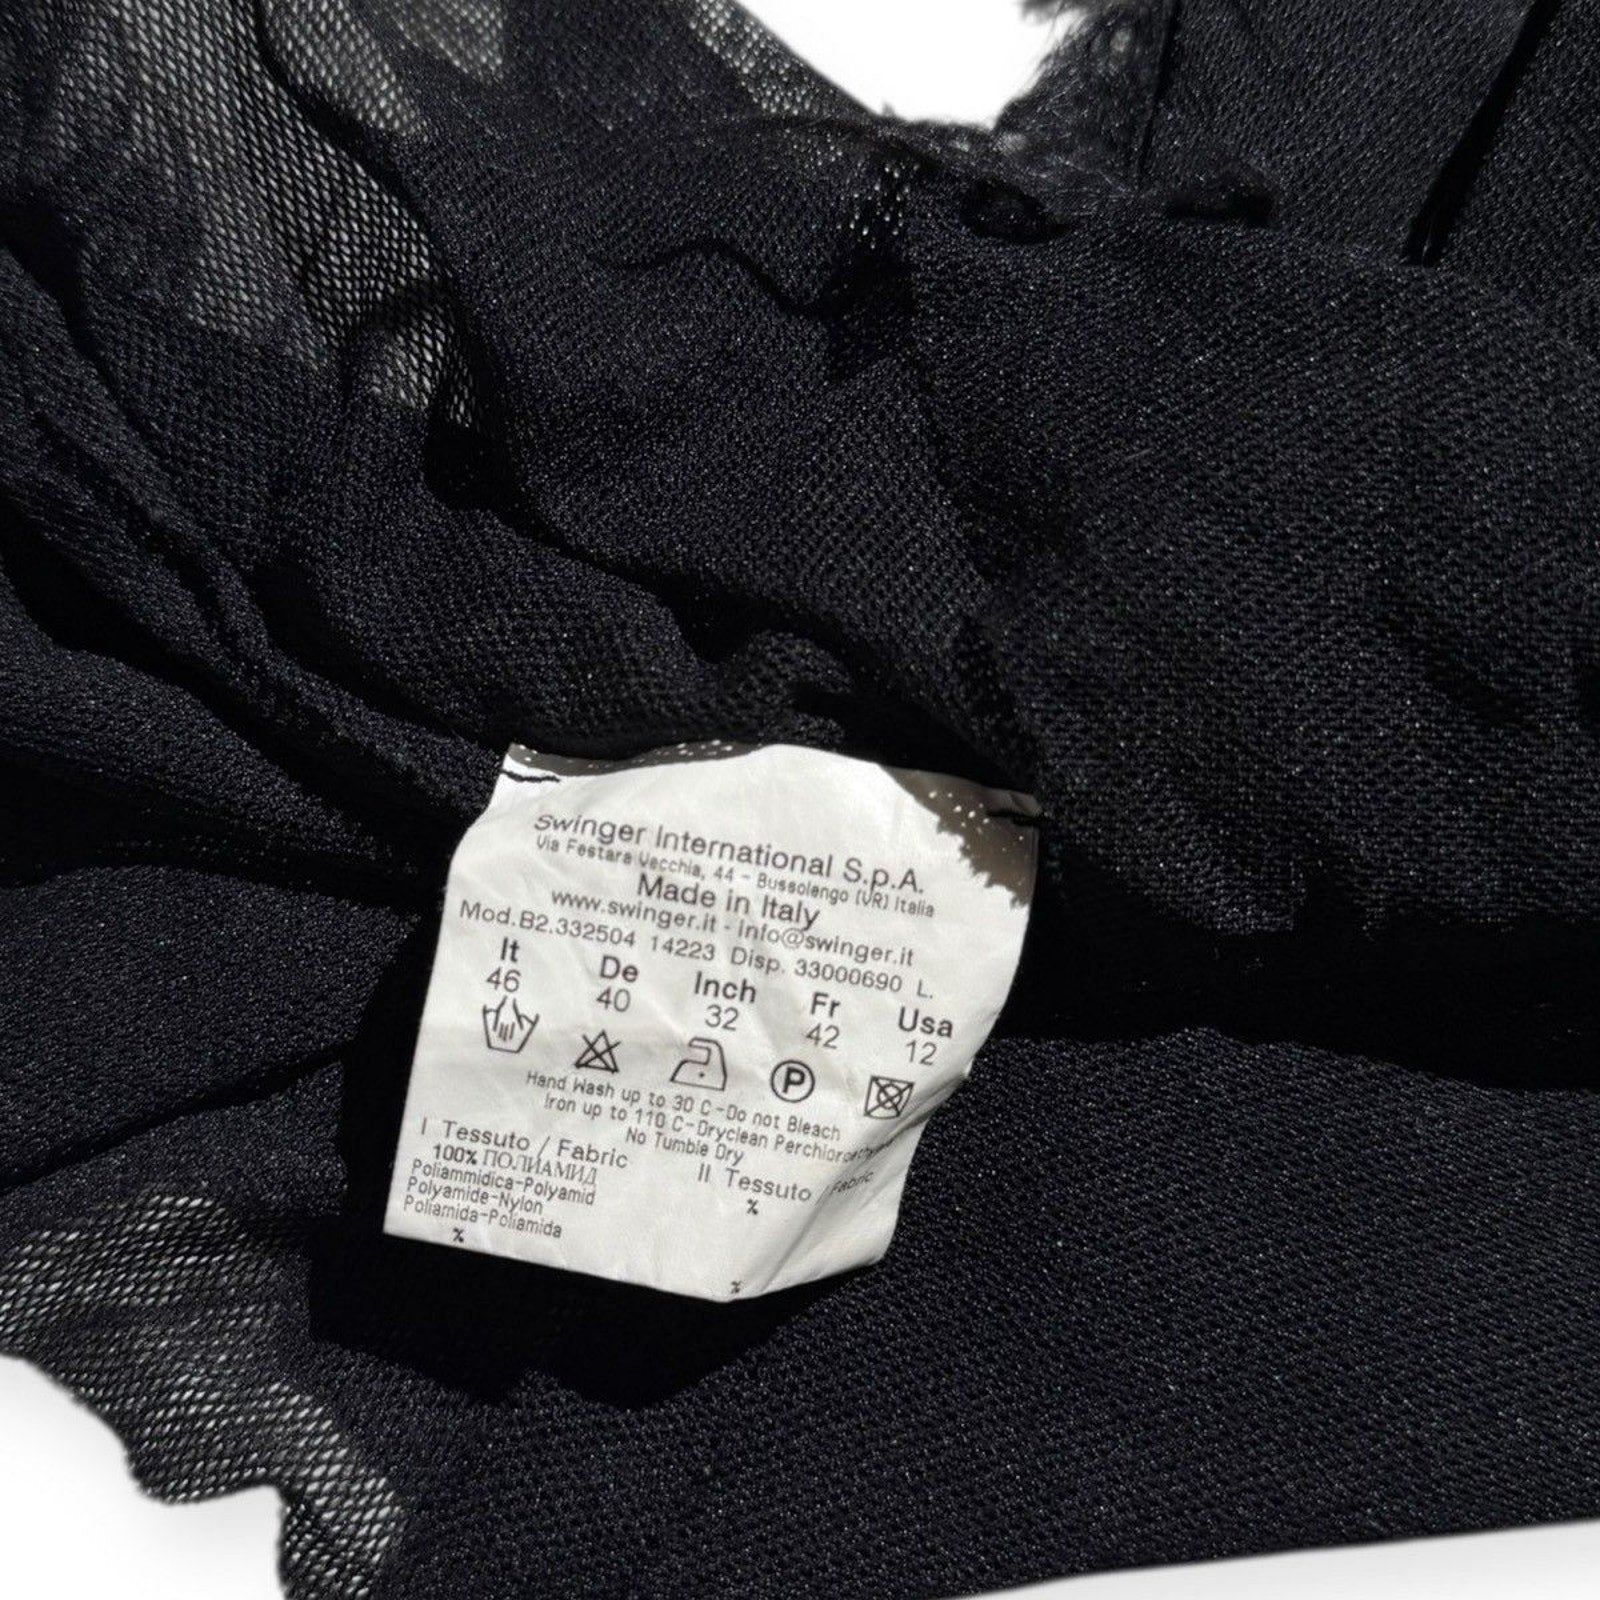 Swinger International S.p.A.
Via Festara Vecchia, 44 - Bussolengo (VR) Italia
Made in Italy
www.swinger.it - info@swinger.it
Mod.B2.332504 14223 Disp. 33000690 L.
It De Inch Fr Usa
46 40 32 42 12
P
Hand Wash up to 30 C-Do not Bleach
Iron up to 110 C-Dryclean
No Tumble Dry
I Tessuto / Fabric
100% ПОЛИАМИД
Poliammidica-Polyamid
Polyamide-Nylon
Poliamida-Poliamida
%
II Tessuto / Fabric
%
%